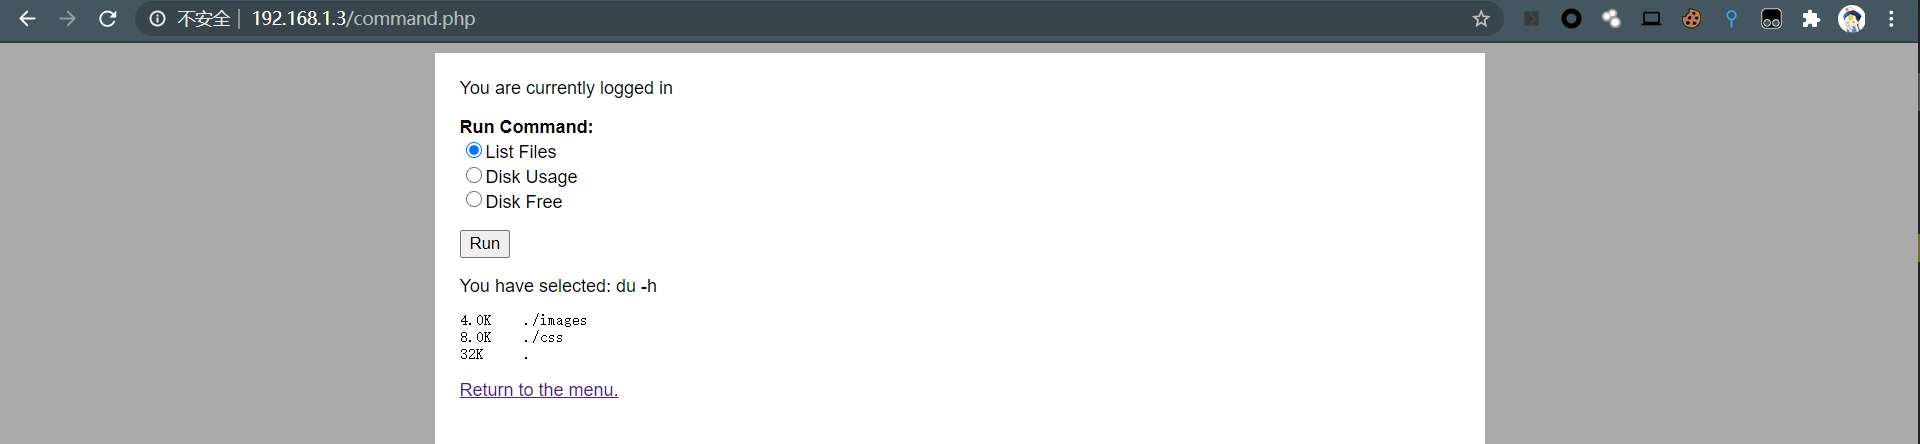 不安全 | 192.168.1.3/command.php
You are currently logged in
Run Command:
List Files
Disk Usage
Disk Free
Run
You have selected: du -h
4.0K ./images
8.0K ./css
32K .
Return to the menu.